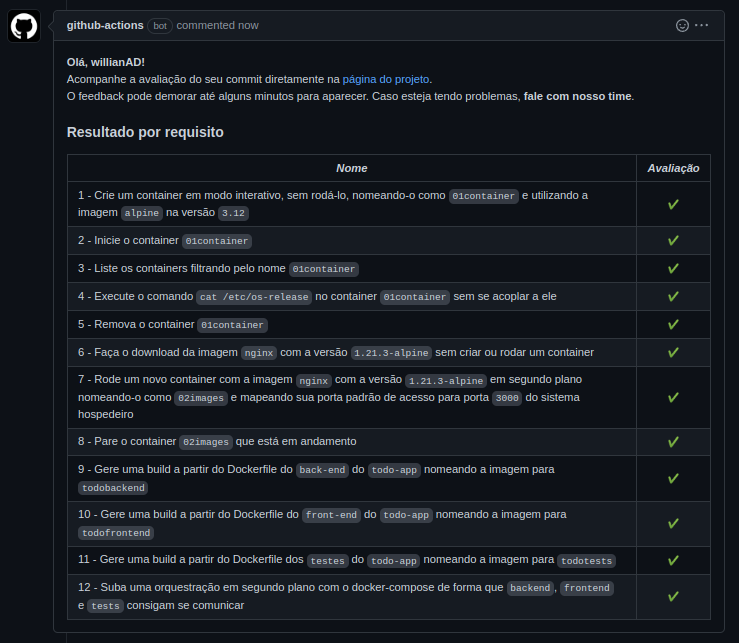 github-actions bot commented now
Olá, willianAD!
Acompanhe a avaliação do seu commit diretamente na página do projeto.
O feedback pode demorar até alguns minutos para aparecer. Caso esteja tendo problemas, fale com nosso time.
Resultado por requisito
Nome Avaliação
1 - Crie um container em modo interativo, sem rodá-lo, nomeando-o como 01container e utilizando a
imagem alpine na versão 3.12
2 - Inicie o container 01container
3 - Liste os containers filtrando pelo nome 01container
4 - Execute o comando cat /etc/os-release no container 01container sem se acoplar a ele
5 - Remova o container 01container
6 - Faça o download da imagem nginx com a versão 1.21.3-alpine sem criar ou rodar um container
7 - Rode um novo container com a imagem nginx com a versão 1.21.3-alpine em segundo plano
nomeando-o como 02images e mapeando sua porta padrão de acesso para porta 3000 do sistema
hospedeiro
8 - Pare o container 02images que está em andamento
9 - Gere uma build a partir do Dockerfile do back-end do todo-app nomeando a imagem para
todobackend
10 - Gere uma build a partir do Dockerfile do front-end do todo-app nomeando a imagem para
todofrontend
11 - Gere uma build a partir do Dockerfile dos testes do todo-app nomeando a imagem para todotests
12 - Suba uma orquestração em segundo plano com o docker-compose de forma que backend, frontend
e tests consigam se comunicar